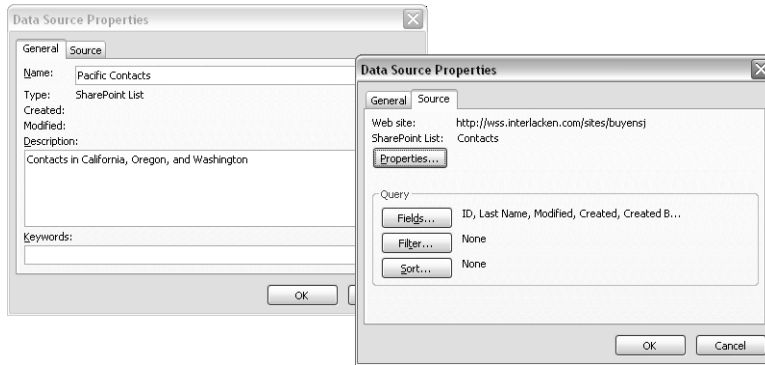 Data Source Properties
General Source
Name: Pacific Contacts
Type: SharePoint List
Created:
Modified:
Description:
Contacts in California, Oregon, and Washington
Keywords:
OK
Data Source Properties
General Source
Web site: http://wss.interlacken.com/sites/buyensj
SharePoint List: Contacts
Properties...
Query
Fields... ID, Last Name, Modified, Created, Created B...
Filter... None
Sort... None
OK Cancel